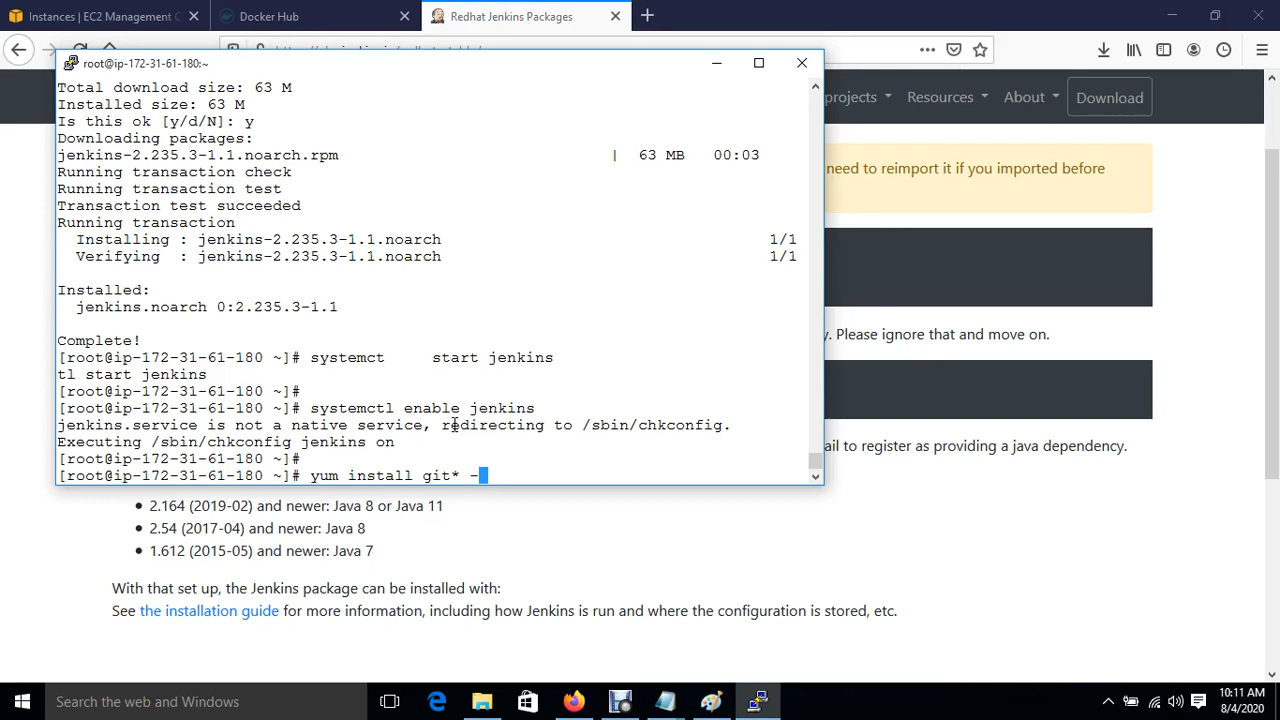 Instances | EC2 Management C
Docker Hub
Redhat Jenkins Packages
root@ip-172-31-61-180:~
Total download size: 63 M
Installed size: 63 M
Is this ok [y/d/N]: y
Downloading packages:
jenkins-2.235.3-1.1.noarch.rpm | 63 MB 00:03
Running transaction check
Running transaction test
Transaction test succeeded
Running transaction
Installing : jenkins-2.235.3-1.1.noarch 1/1
Verifying : jenkins-2.235.3-1.1.noarch 1/1
Installed:
jenkins.noarch 0:2.235.3-1.1
Complete!
[root@ip-172-31-61-180 ~]# systemct start jenkins
tl start jenkins
[root@ip-172-31-61-180 ~]#
[root@ip-172-31-61-180 ~]# systemctl enable jenkins
jenkins.service is not a native service, redirecting to /sbin/chkconfig.
Executing /sbin/chkconfig jenkins on
[root@ip-172-31-61-180 ~]#
[root@ip-172-31-61-180 ~]# yum install git* -
projects
Resources
About
Download
need to reimport it if you imported before
y. Please ignore that and move on.
ail to register as providing a java dependency.
2.164 (2019-02) and newer: Java 8 or Java 11
2.54 (2017-04) and newer: Java 8
1.612 (2015-05) and newer: Java 7
With that set up, the Jenkins package can be installed with:
See the installation guide for more information, including how Jenkins is run and where the configuration is stored, etc.
Search the web and Windows
10:11 AM
8/4/2020